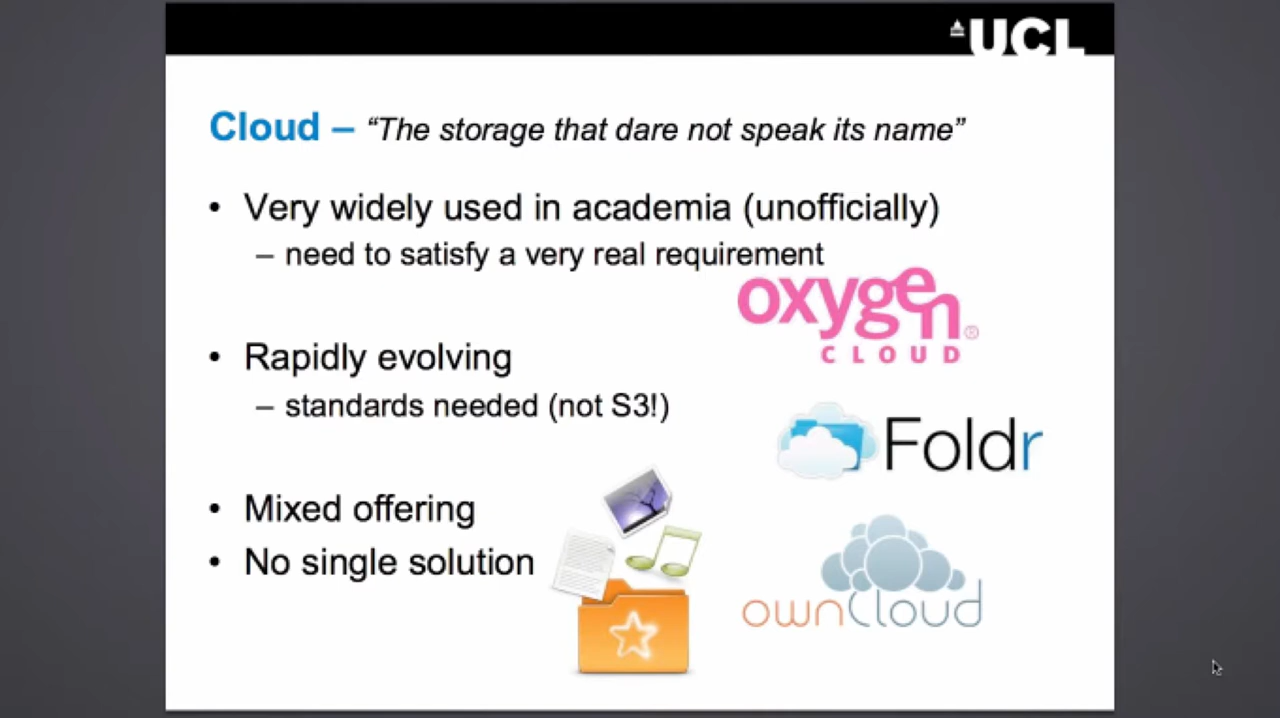 UCL
Cloud – “The storage that dare not speak its name”
• Very widely used in academia (unofficially)
– need to satisfy a very real requirement
oxygen®
CLOUD
• Rapidly evolving
– standards needed (not S3!)
Foldr
• Mixed offering
• No single solution
ownCloud